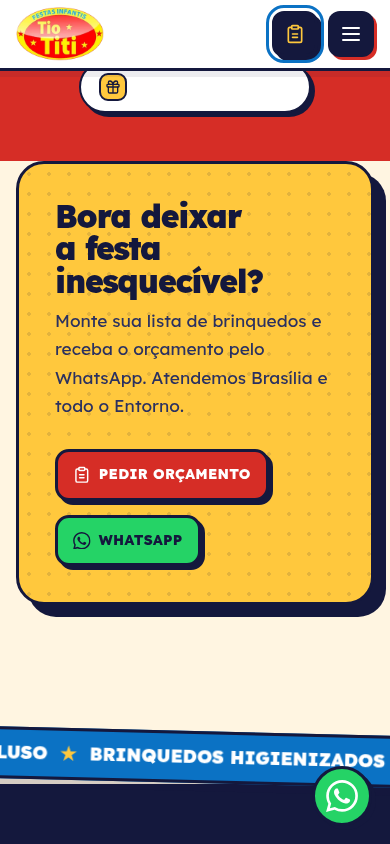 FESTAS INFANTIS
Tio
Titi
Bora deixar
a festa
inesquecível?
Monte sua lista de brinquedos e
receba o orçamento pelo
WhatsApp. Atendemos Brasília e
todo o Entorno.
PEDIR ORÇAMENTO
WHATSAPP
LUSO ★ BRINQUEDOS HIGIENIZADOS